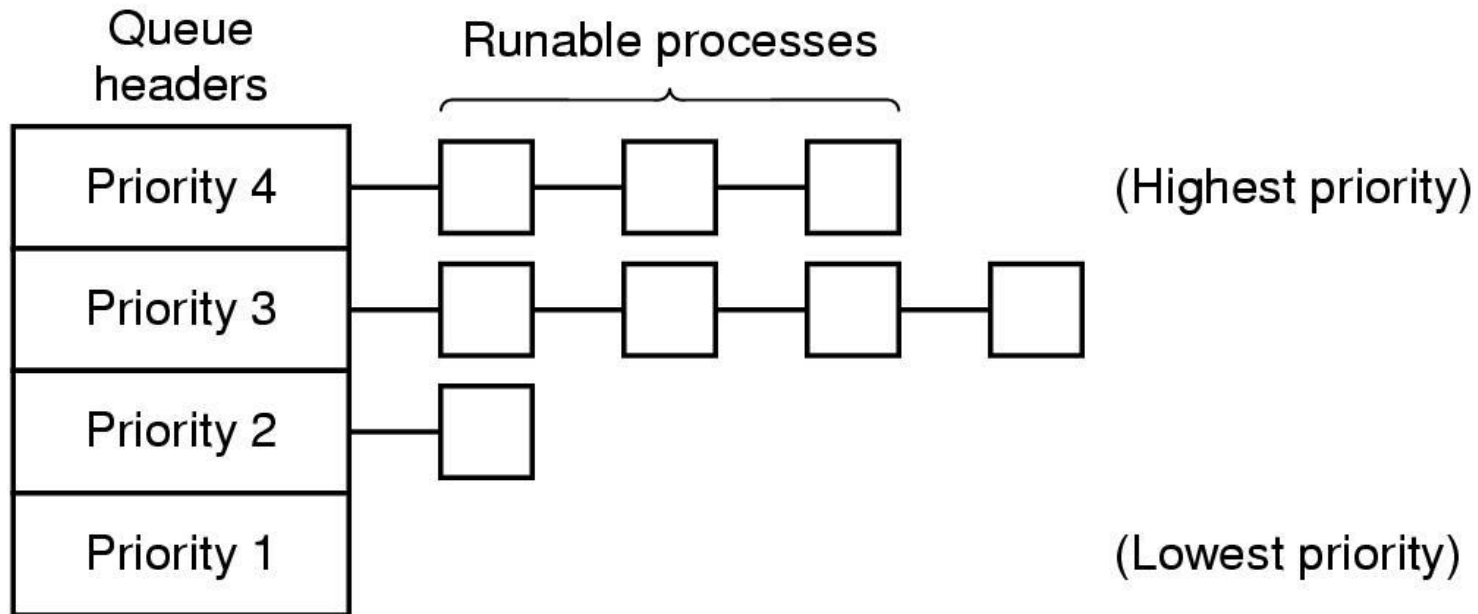 Queue
headers
Runable processes
Priority 4
(Highest priority)
Priority 3
Priority 2
Priority 1
(Lowest priority)